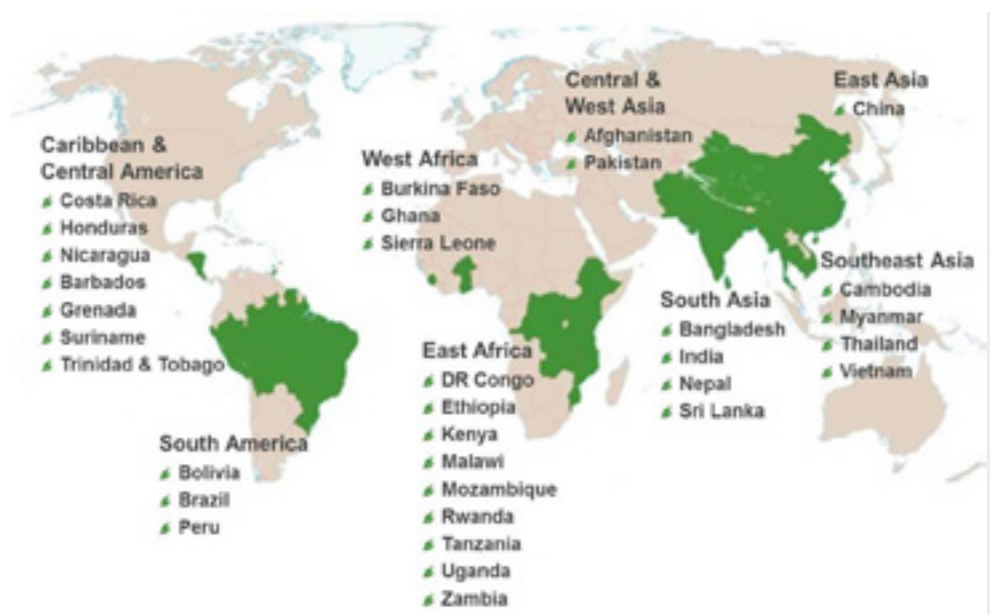 Caribbean &
Central America
Costa Rica
Honduras
Nicaragua
Barbados
Grenada
Suriname
Trinidad & Tobago
South America
Bolivia
Brazil
Peru
West Africa
Burkina Faso
Ghana
Sierra Leone
East Africa
DR Congo
Ethiopia
Kenya
Malawi
Mozambique
Rwanda
Tanzania
Uganda
Zambia
Central &
West Asia
Afghanistan
Pakistan
South Asia
Bangladesh
India
Nepal
Sri Lanka
East Asia
China
Southeast Asia
Cambodia
Myanmar
Thailand
Vietnam